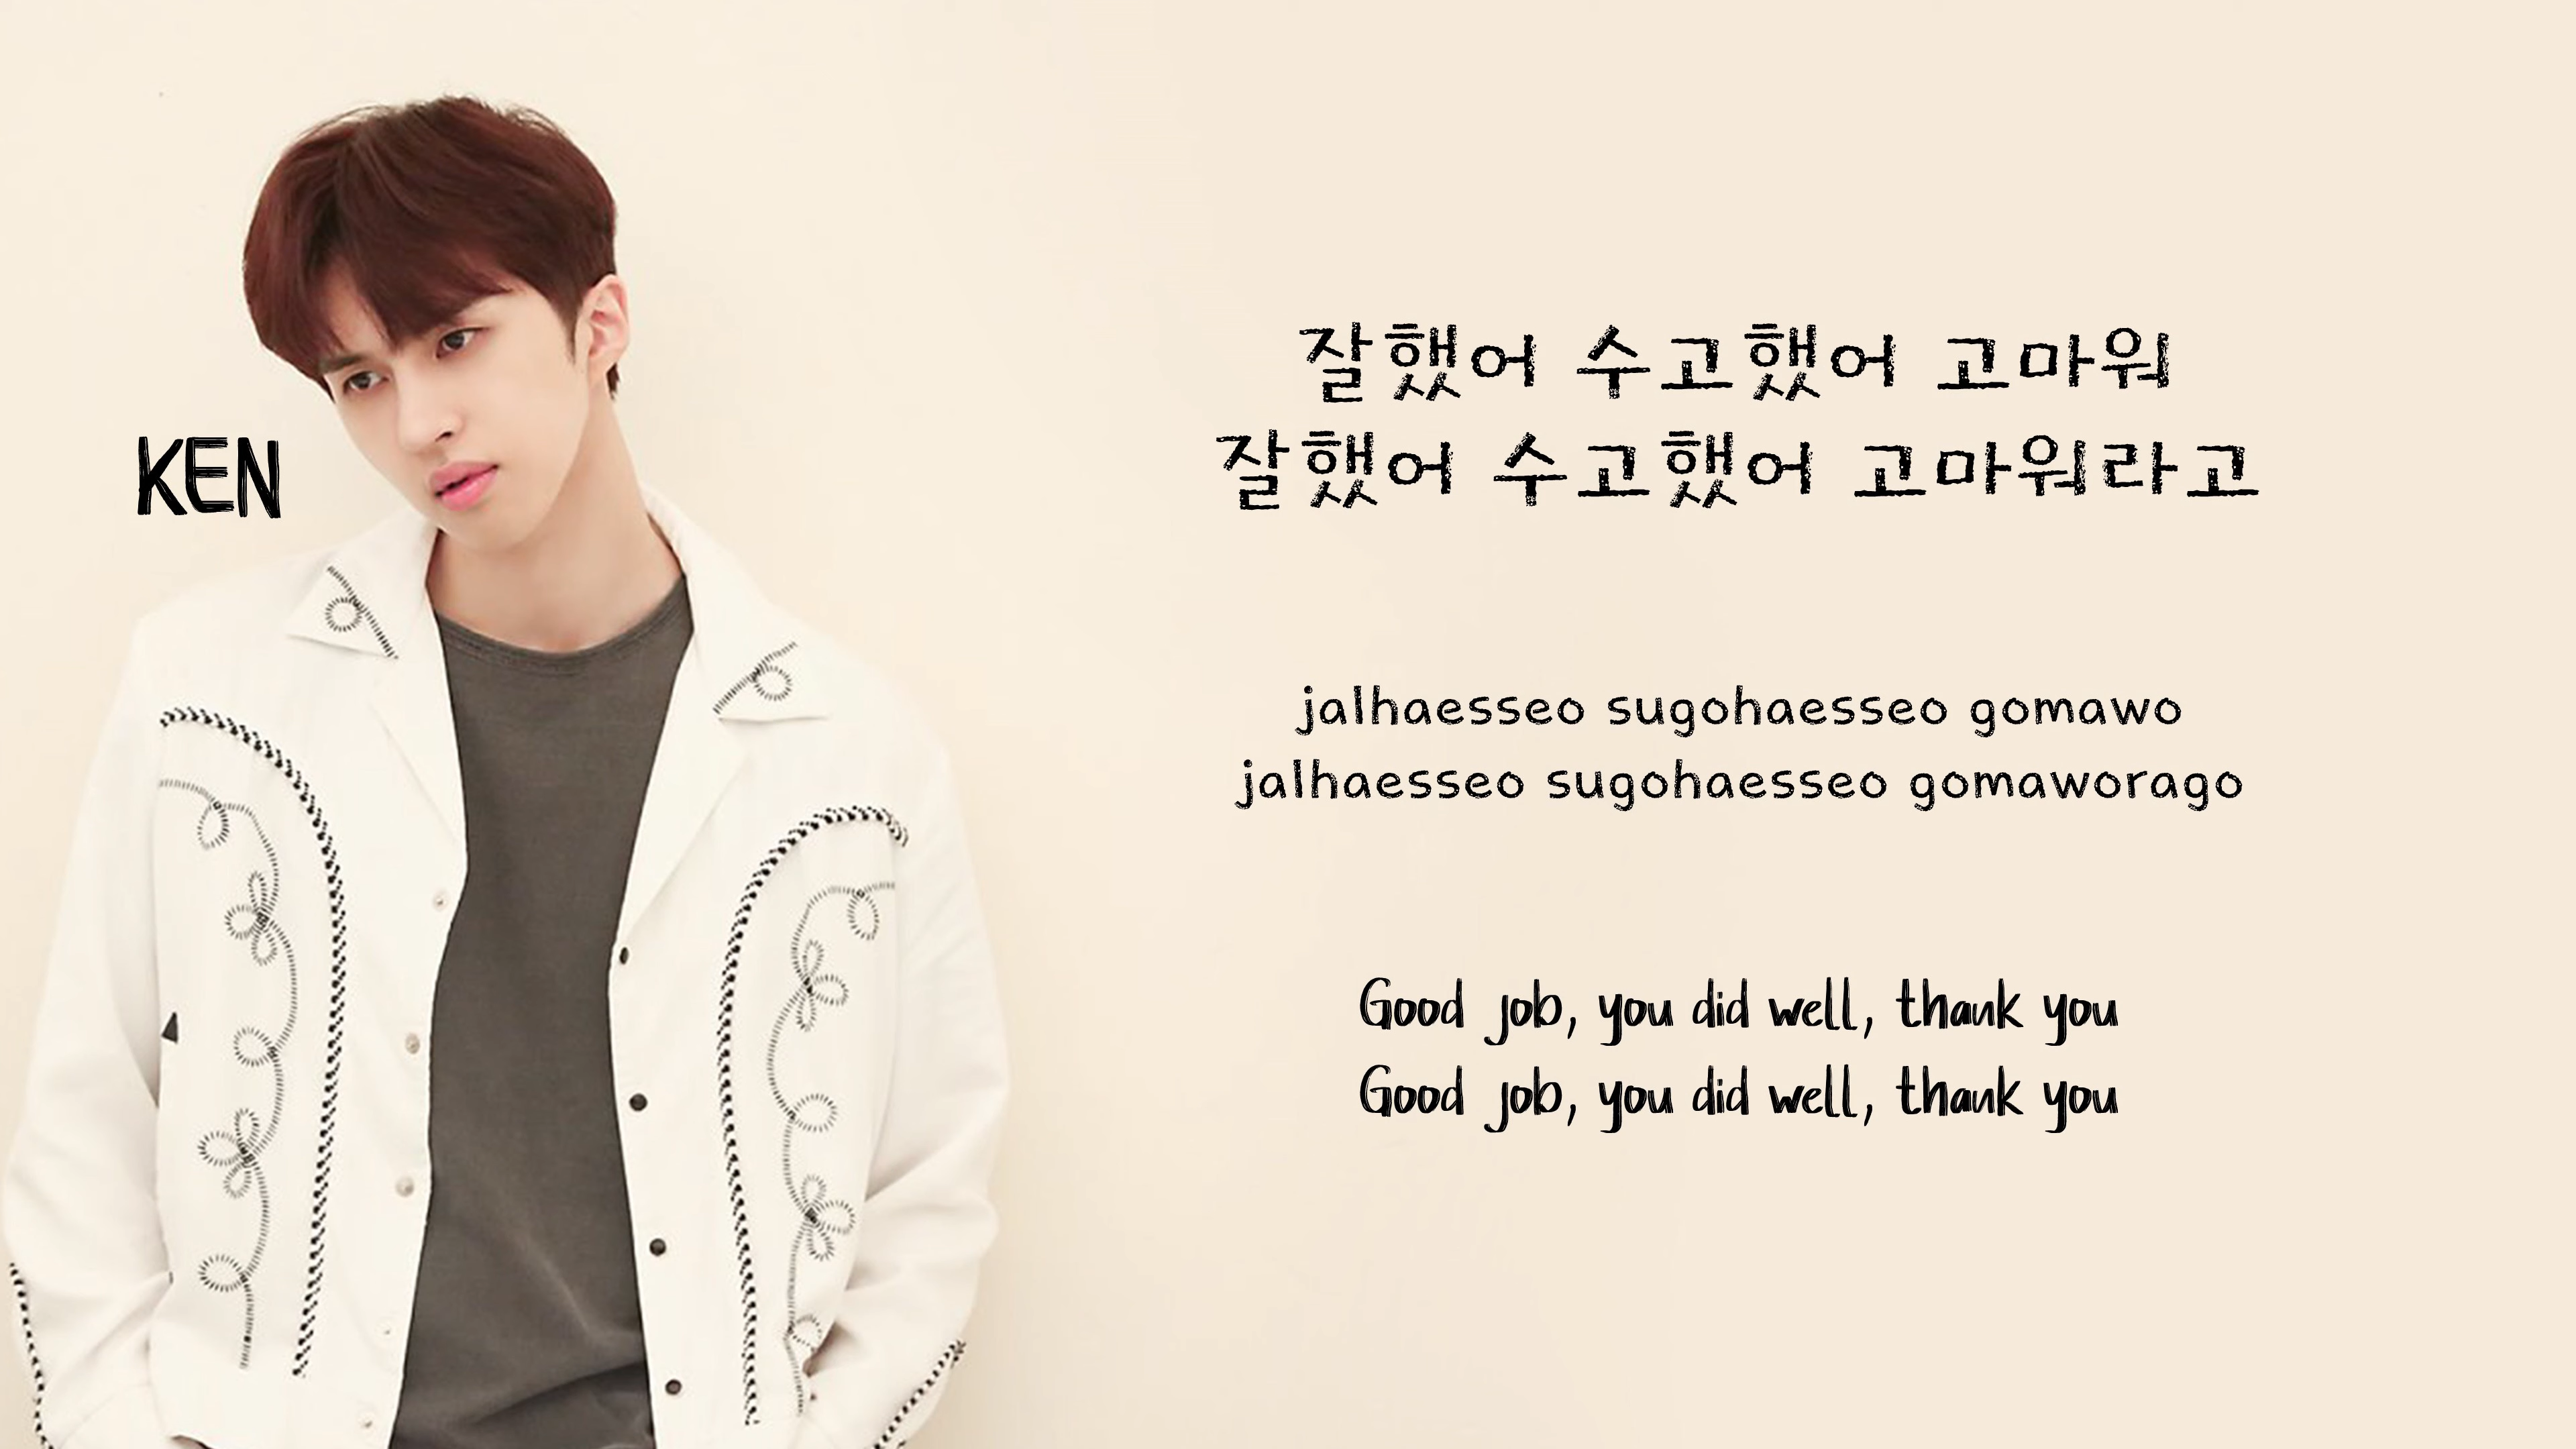 KEN
잘했어 수고했어 고마워
잘했어 수고했어 고마워라고
jalhaesseo sugohaesseo gomawo
jalhaesseo sugohaesseo gomaworago
Good job, you did well, thank you
Good job, you did well, thank you